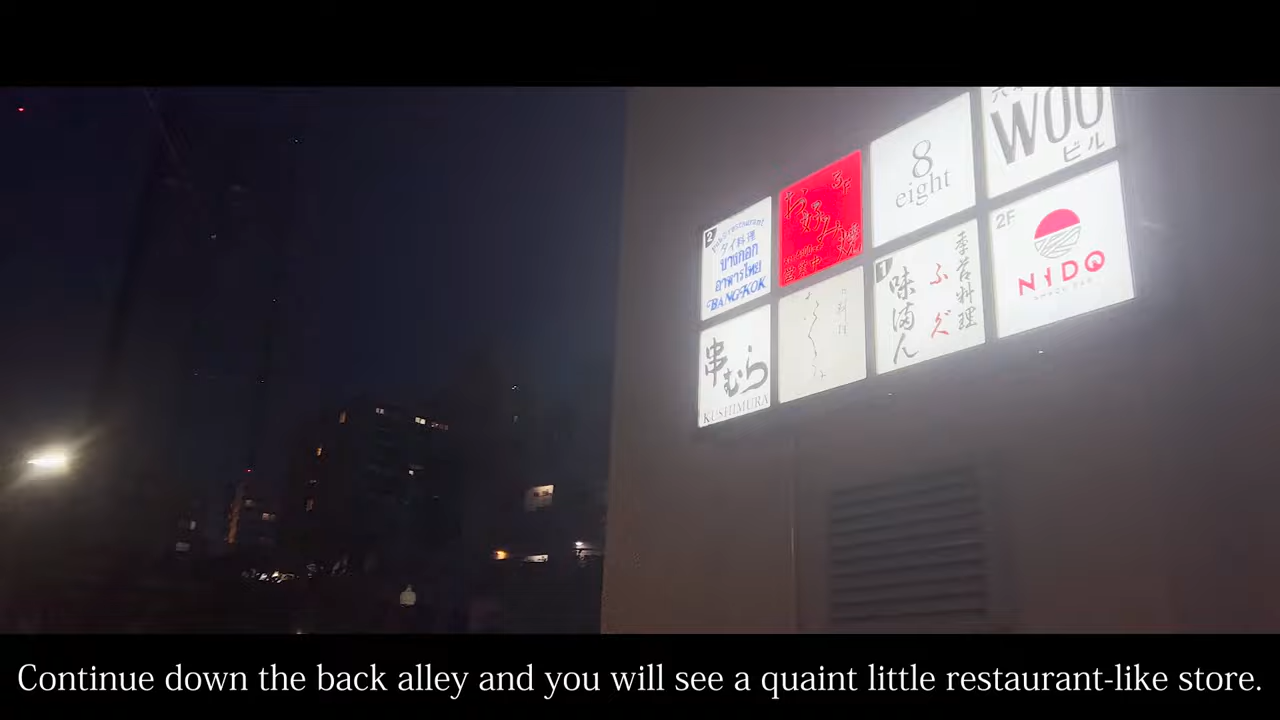 WOO
ビル
8
eight
2
タイ料理
บางกอก
อาหารไทย
BANGKOK
2F
NIDO
1
季節料理
ふぐ
味満ん
串むら
KUSHIMURA
Continue down the back alley and you will see a quaint little restaurant-like store.